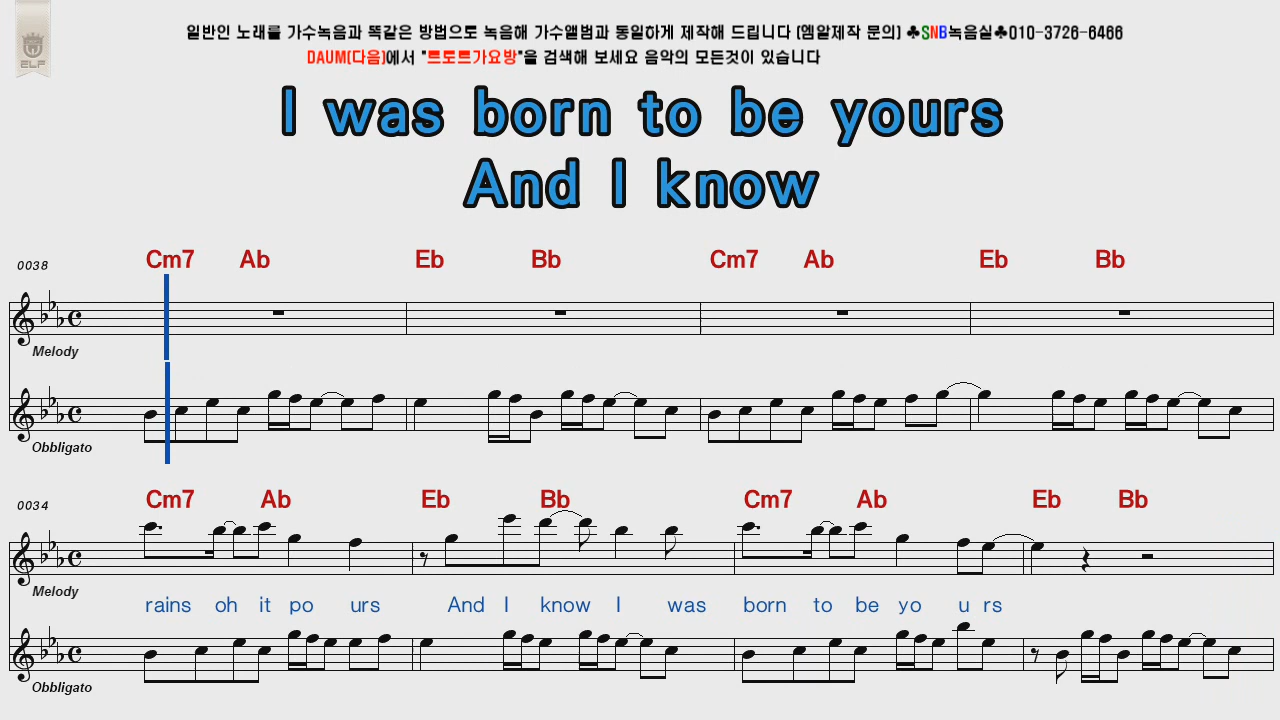 일반인 노래를 가수녹음과 똑같은 방법으로 녹음해 가수앨범과 동일하게 제작해 드립니다 (엠알제작 문의) ♣SNB녹음실♣010-3726-6466
DAUM(다음)에서 "트로트가요방"을 검색해 보세요 음악의 모든것이 있습니다
ELF
I was born to be yours
And I know
0038 Cm7 Ab Eb Bb Cm7 Ab Eb Bb
Melody
Obbligato
0034 Cm7 Ab Eb Bb Cm7 Ab Eb Bb
Melody
rains oh it po urs And I know I was born to be yo u rs
Obbligato